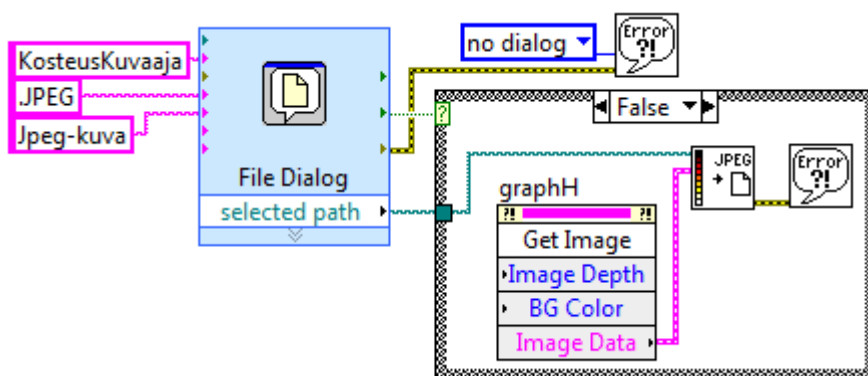 KosteusKuvaaja
.JPEG
Jpeg-kuva
File Dialog
selected path
no dialog
Error
?!
?
False
graphH
?! ?!
Get Image
Image Depth
BG Color
Image Data
JPEG
Error
?!